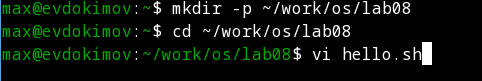 max@evdokimov:~$ mkdir -p ~/work/os/lab08
max@evdokimov:~$ cd ~/work/os/lab08
max@evdokimov:~/work/os/lab08$ vi hello.sh